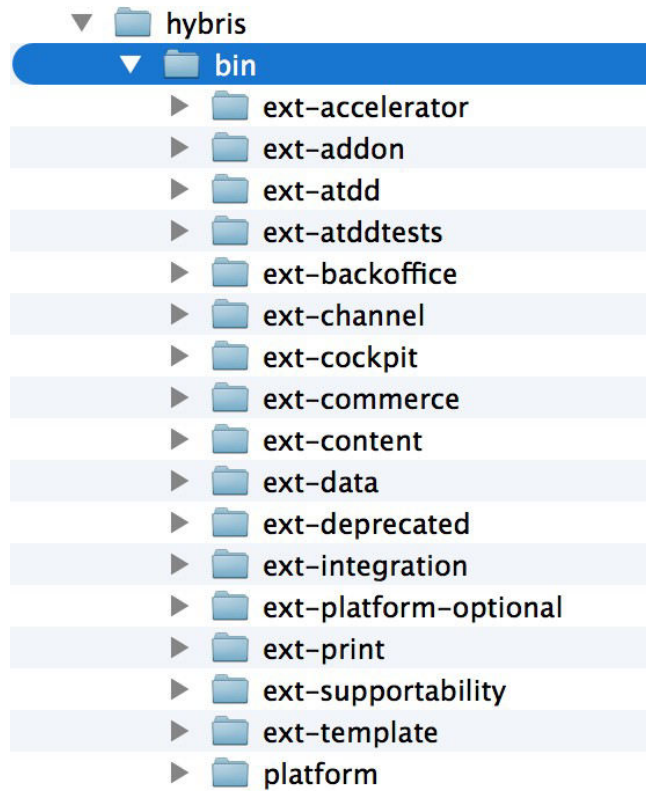 hybris
bin
ext-accelerator
ext-addon
ext-atdd
ext-atddtests
ext-backoffice
ext-channel
ext-cockpit
ext-commerce
ext-content
ext-data
ext-deprecated
ext-integration
ext-platform-optional
ext-print
ext-supportability
ext-template
platform